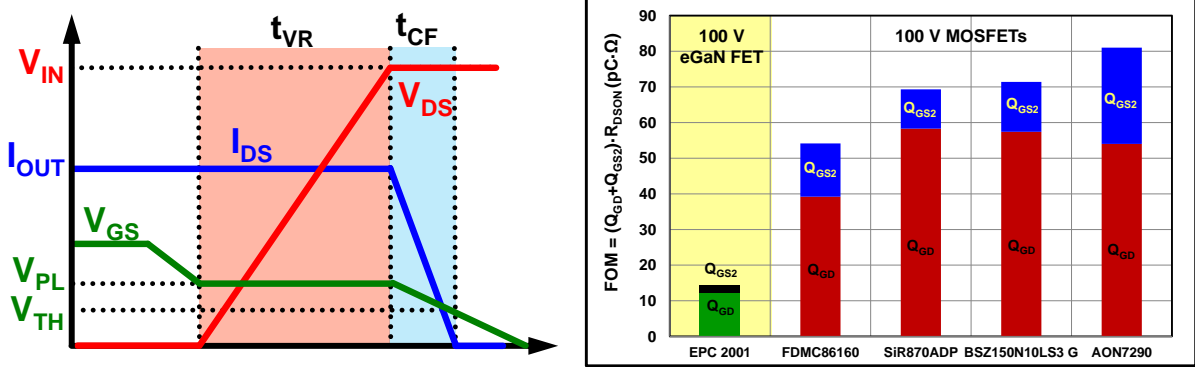 tVR
tCF
VIN
VDS
IOUT
IDS
VGS
VPL
VTH
FOM = (QGD+QGS2)· RDSON (pC·Ω)
90
80
70
60
50
40
30
20
10
0
100 V
eGaN FET
100 V MOSFETs
QGS2
QGD
QGS2
QGD
QGS2
QGD
QGS2
QGD
QGS2
QGD
EPC 2001
FDMC86160
SiR870ADP
BSZ150N10LS3 G
AON7290